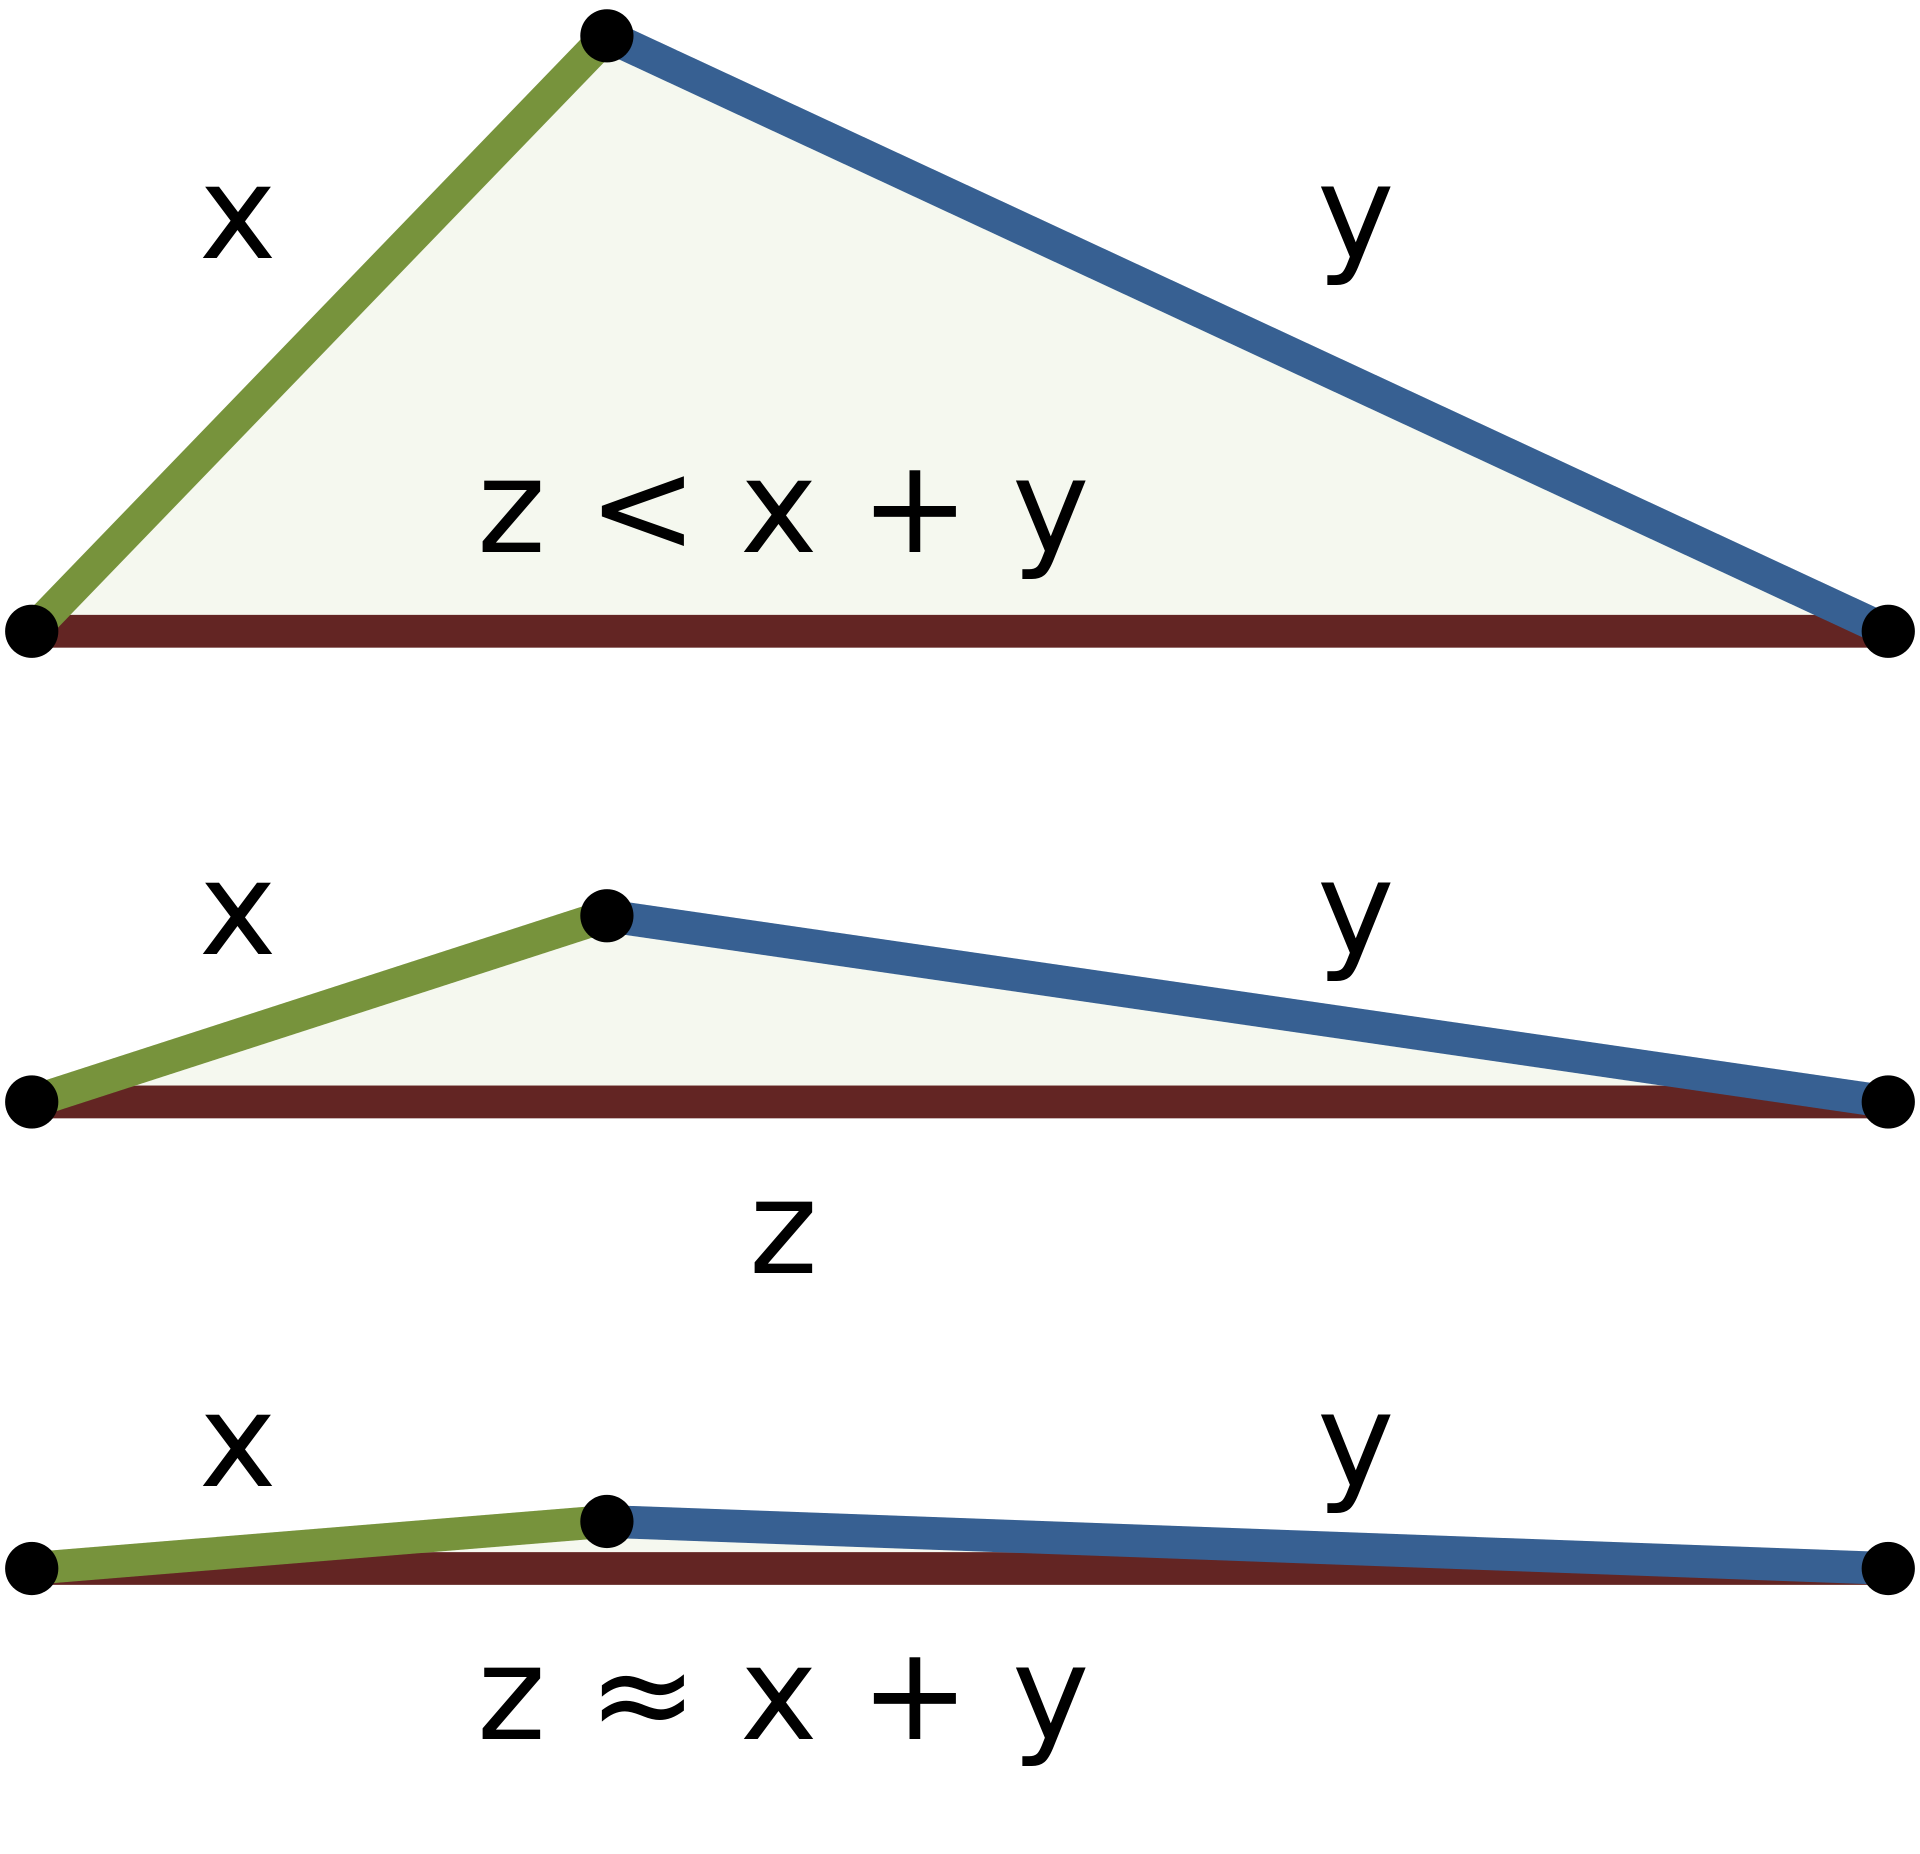 x y
z < x + y
x y
z
x y
z ≈ x + y